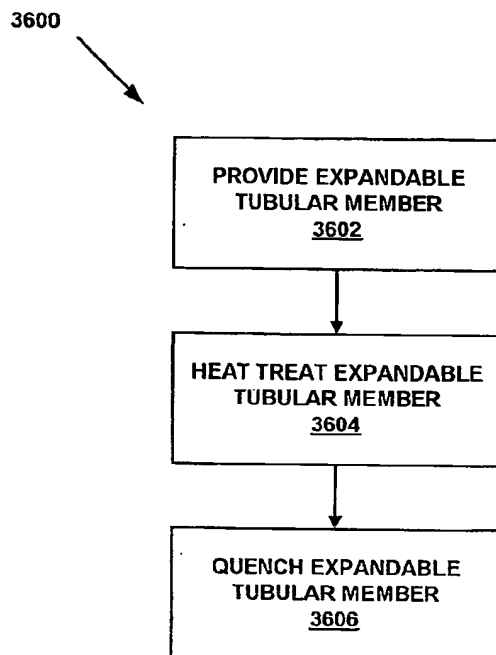 3600
PROVIDE EXPANDABLE
TUBULAR MEMBER
3602
HEAT TREAT EXPANDABLE
TUBULAR MEMBER
3604
QUENCH EXPANDABLE
TUBULAR MEMBER
3606